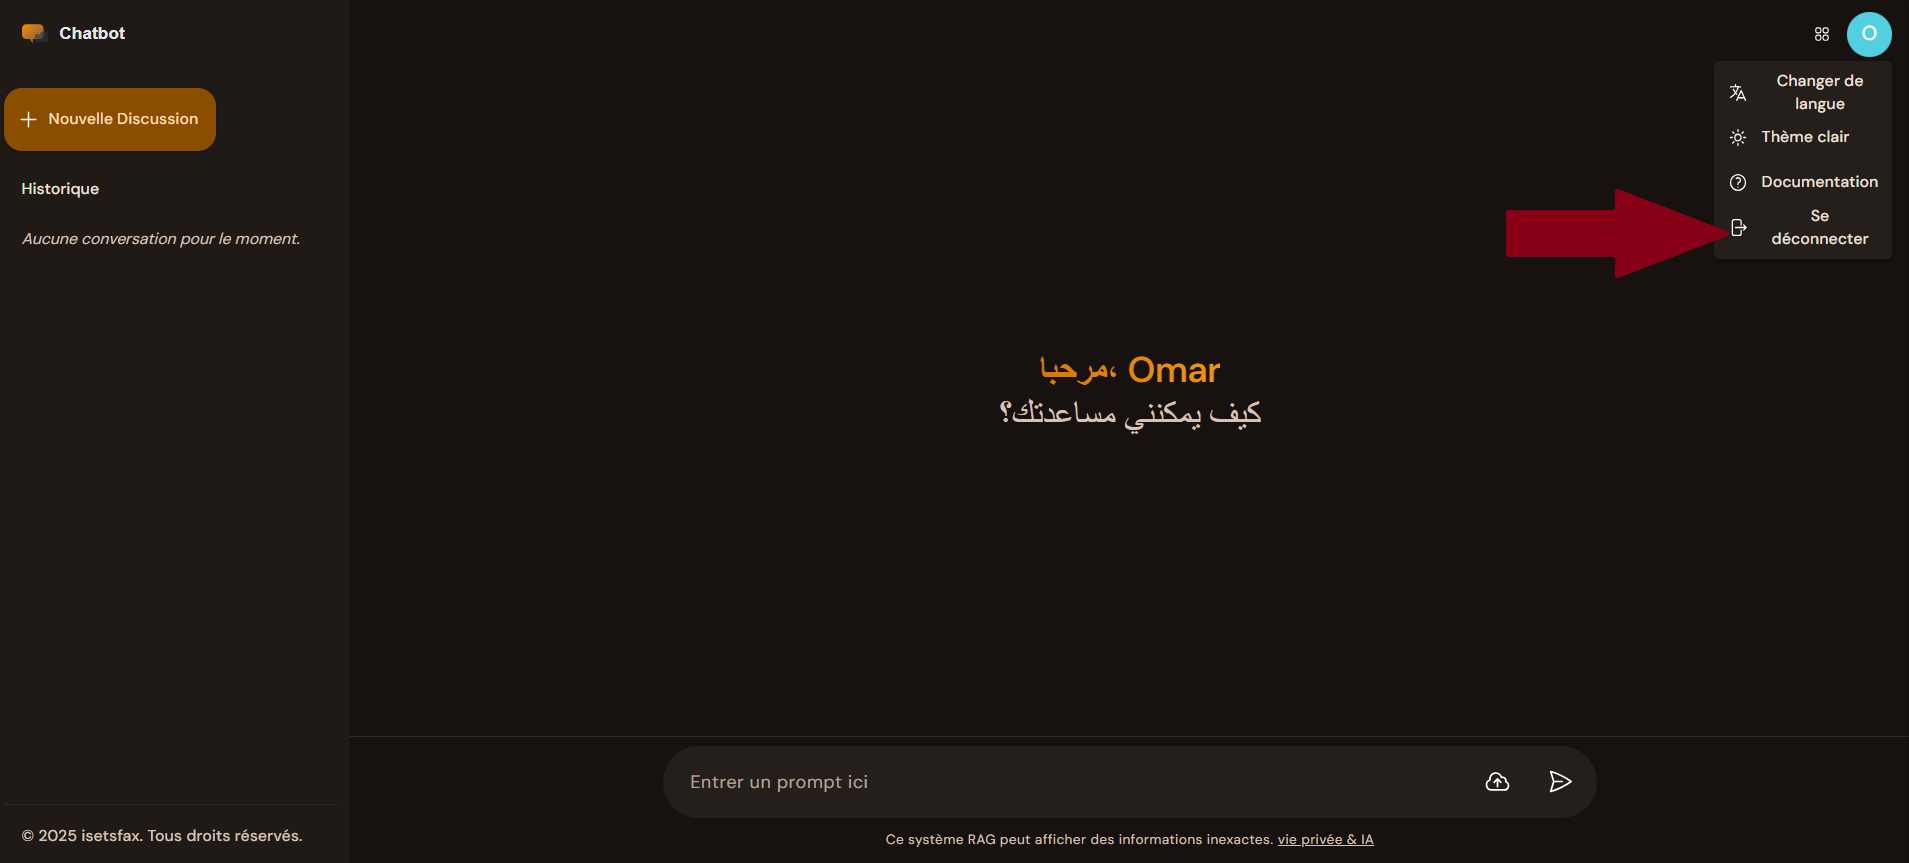 Chatbot
O
Nouvelle Discussion
Historique
Aucune conversation pour le moment.
Changer de
langue
Thème clair
Documentation
Se
déconnecter
مرحبا، Omar
كيف يمكنني مساعدتك؟
Entrer un prompt ici
Ce système RAG peut afficher des informations inexactes. vie privée & IA
© 2025 isetsfax. Tous droits réservés.